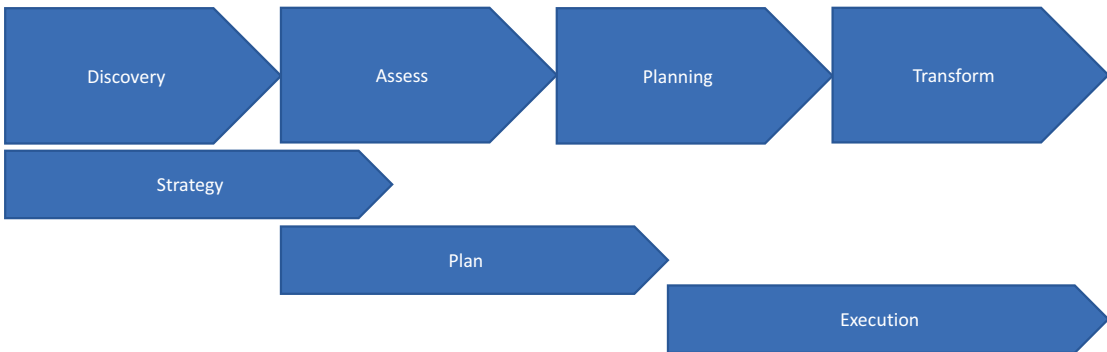 Discovery
Assess
Planning
Transform
Strategy
Plan
Execution